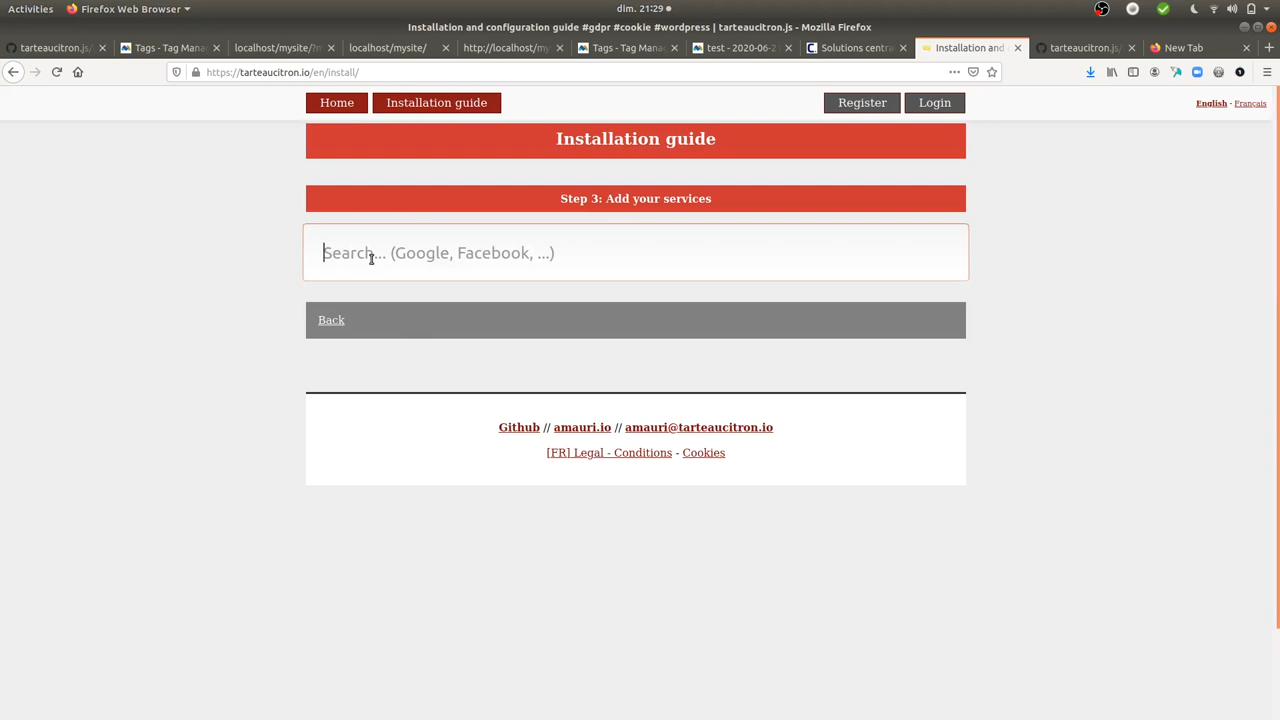 Activities
Firefox Web Browser
dim. 21:29
Installation and configuration guide #gdpr #cookie #wordpress | tarteaucitron.js - Mozilla Firefox
tarteaucitron.js/
Tags - Tag Mana
localhost/mysite/?m
localhost/mysite/
http://localhost/my
Tags - Tag Mana
test - 2020-06-2
Solutions centra
Installation and
tarteaucitron.js/
New Tab
https://tarteaucitron.io/en/install/
Home
Installation guide
Register
Login
English - Français
Installation guide
Step 3: Add your services
Search... (Google, Facebook, ...)
Back
Github // amauri.io // amauri@tarteaucitron.io
[FR] Legal - Conditions - Cookies